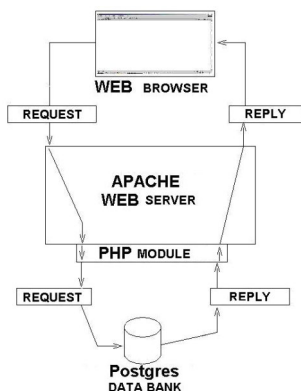 WEB BROWSER
REQUEST
REPLY
APACHE
WEB SERVER
PHP MODULE
REQUEST
REPLY
Postgres
DATA BANK